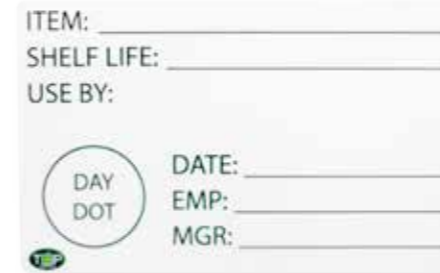 ITEM:
SHELF LIFE:
USE BY:
DAY
DOT
DATE:
EMP:
MGR: